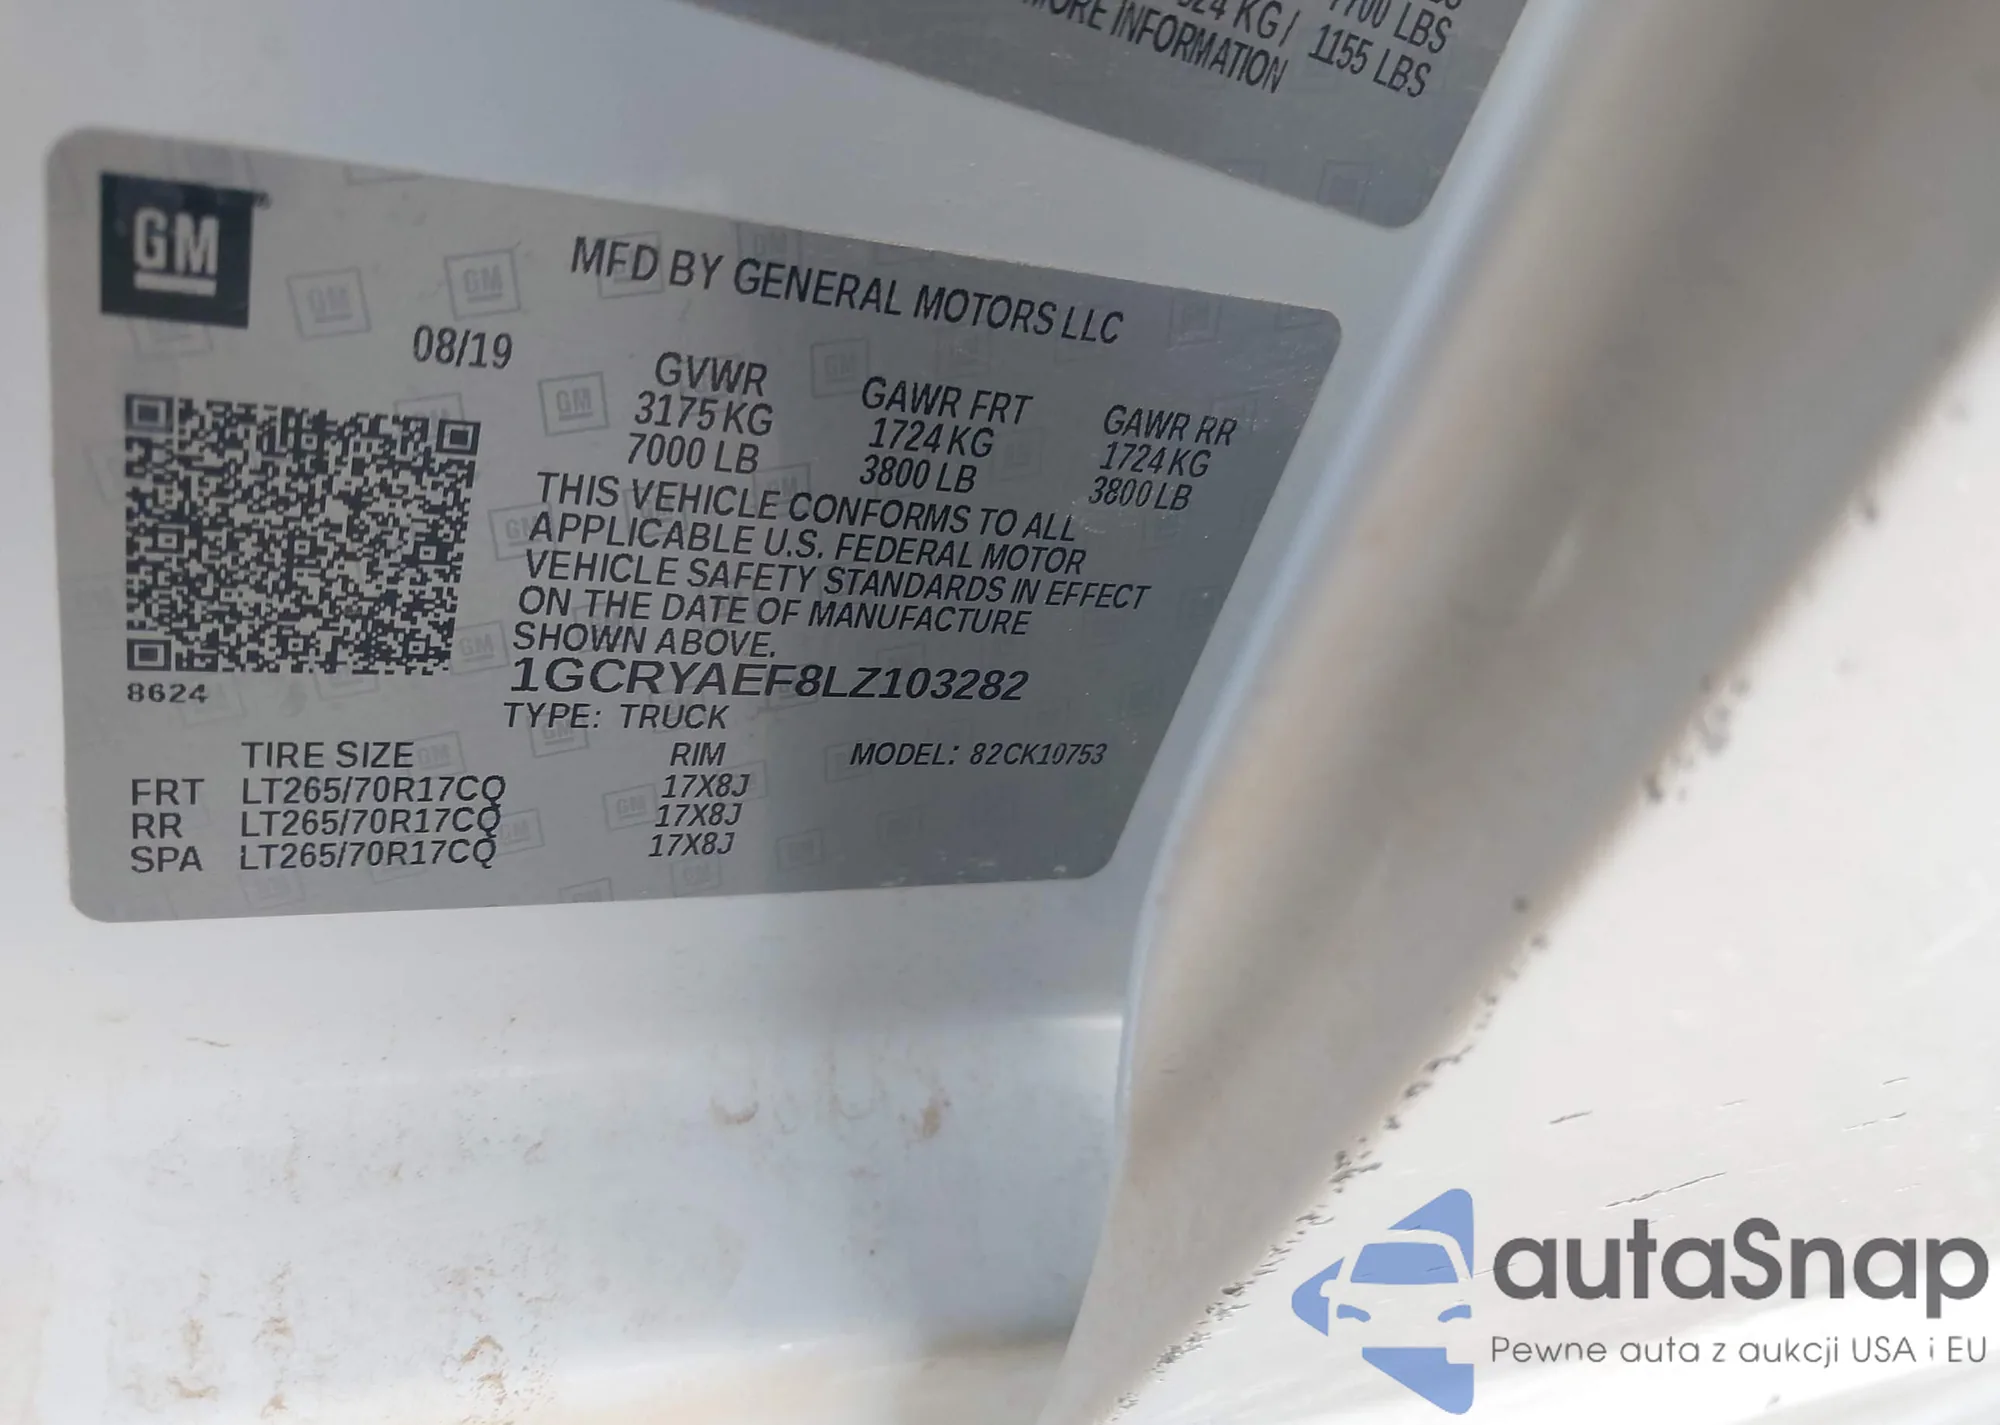 LBS
524 KG / 1155 LBS
MORE INFORMATION
GM
MFD BY GENERAL MOTORS LLC
08/19
GVWR GAWR FRT GAWR RR
3175 KG 1724 KG 1724 KG
7000 LB 3800 LB 3800 LB
THIS VEHICLE CONFORMS TO ALL
APPLICABLE U.S. FEDERAL MOTOR
VEHICLE SAFETY STANDARDS IN EFFECT
ON THE DATE OF MANUFACTURE
SHOWN ABOVE.
1GCRYAEF8LZ103282
8624
TYPE: TRUCK
TIRE SIZE RIM MODEL: 82CK10753
FRT LT265/70R17CQ 17X8J
RR LT265/70R17CQ 17X8J
SPA LT265/70R17CQ 17X8J
autaSnap
Pewne auta z aukcji USA i EU